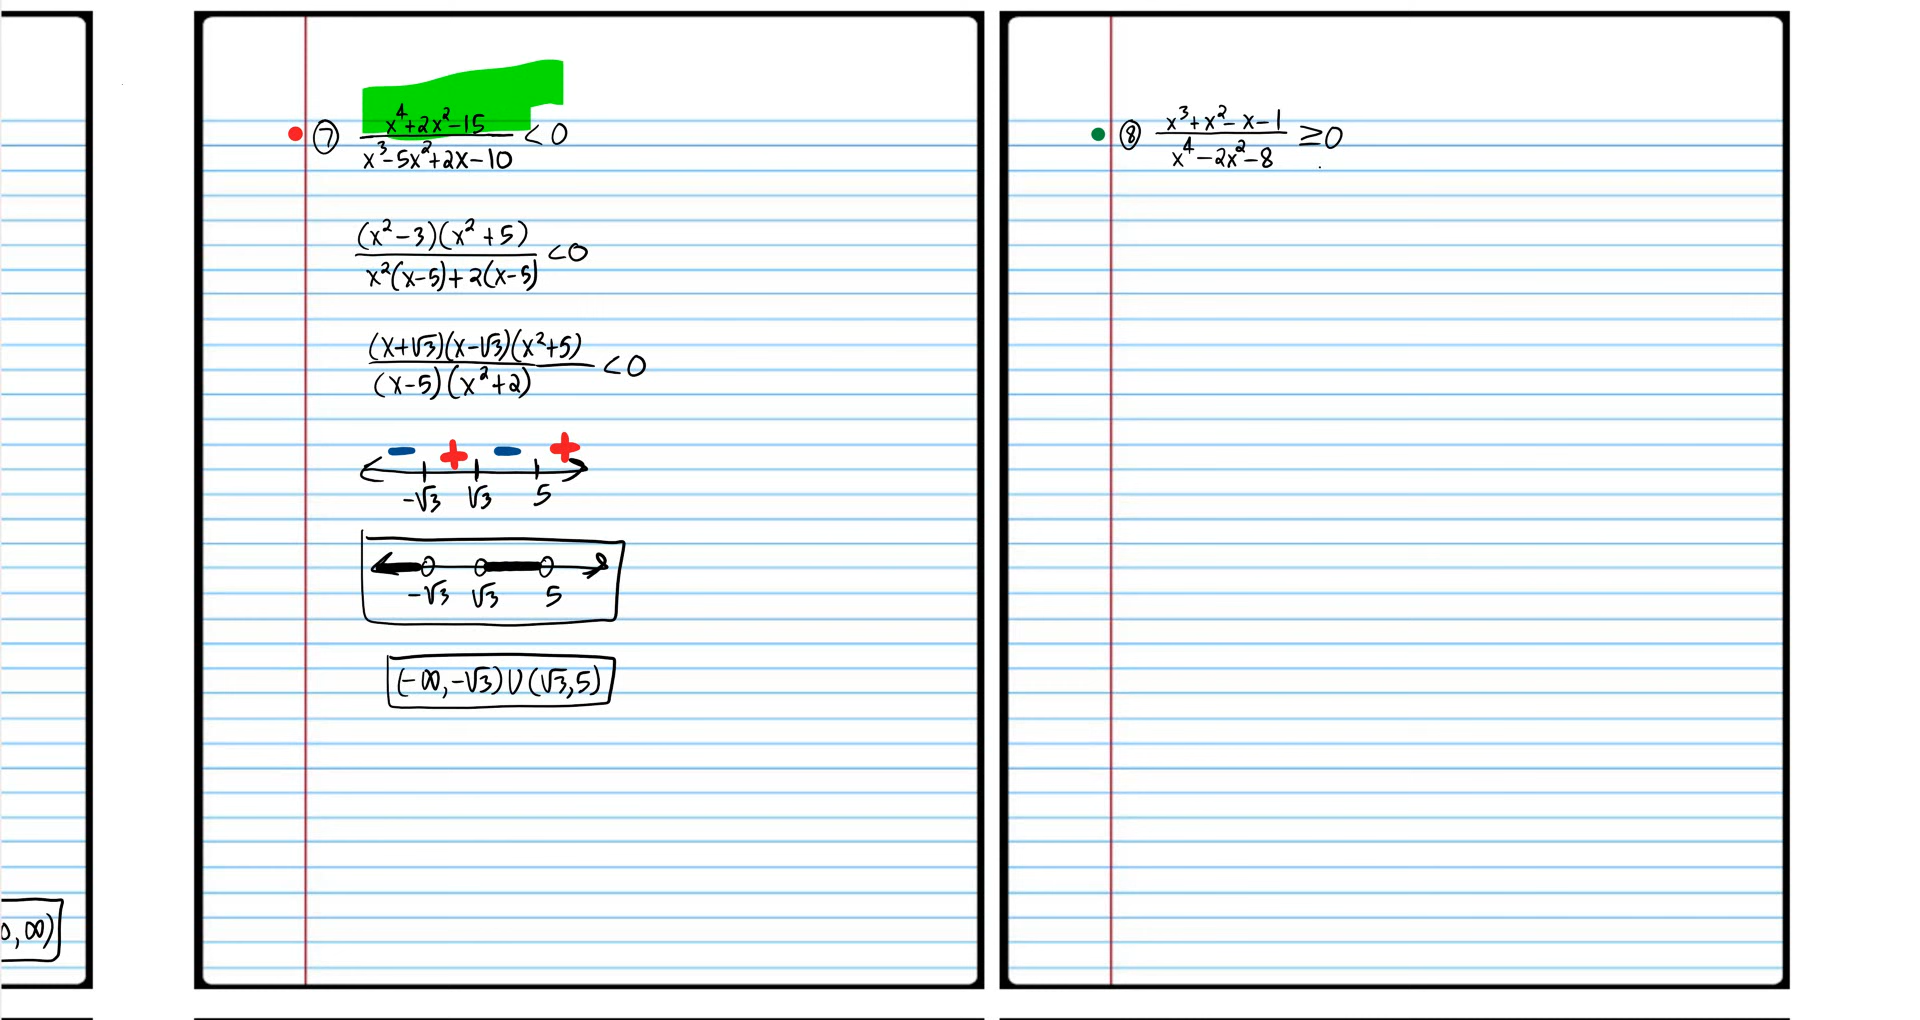 ⑦ (x⁴+2x²-15)/(x³-5x²+2x-10) < 0
((x²-3)(x²+5))/(x²(x-5)+2(x-5)) < 0
((x+√3)(x-√3)(x²+5))/((x-5)(x²+2)) < 0
- + - +
-√3 √3 5
-√3 √3 5
(-∞,-√3)∪(√3,5)
⑧ (x³+x²-x-1)/(x⁴-2x²-8) ≥ 0
,∞)